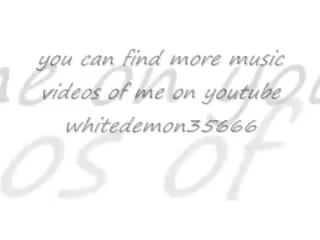 you can find more music
videos of me on youtube
whitedemon35666